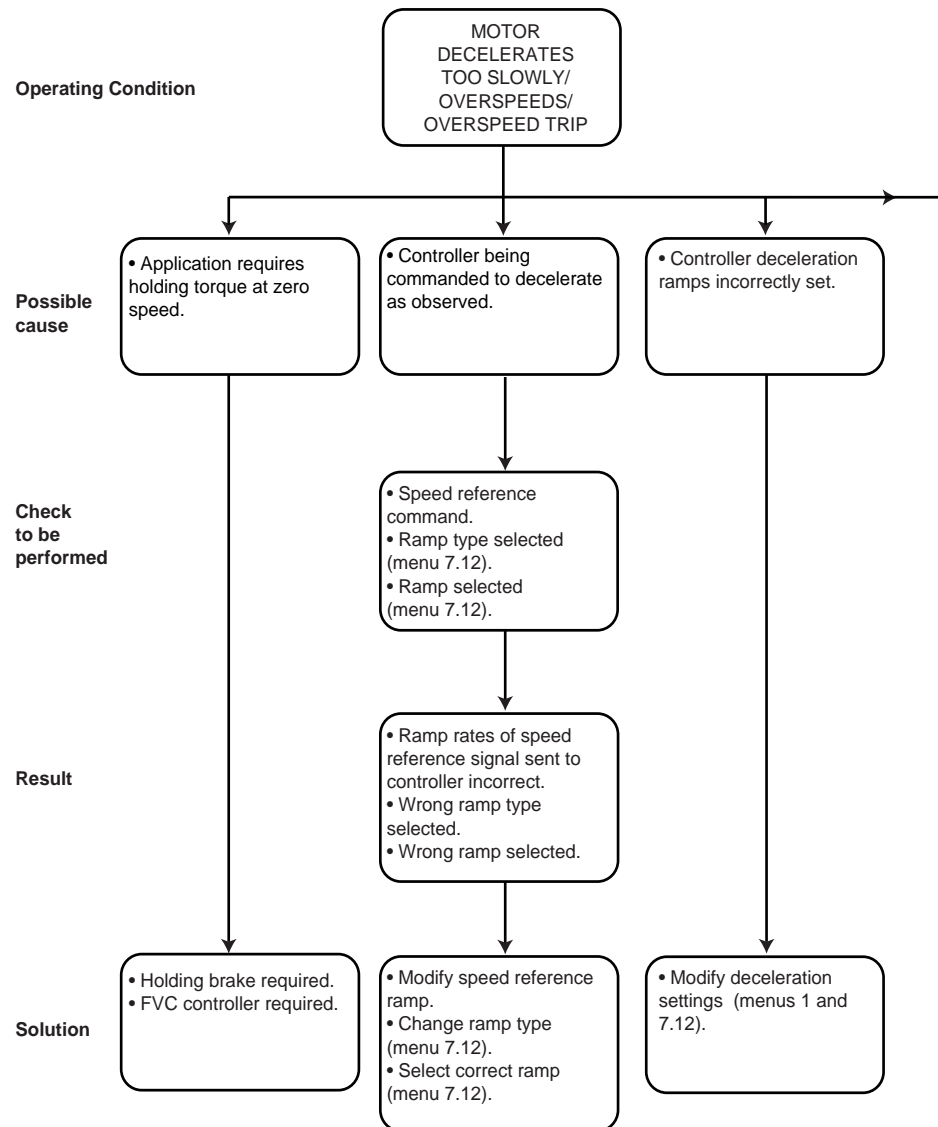 Operating Condition
MOTOR
DECELERATES
TOO SLOWLY/
OVERSPEEDS/
OVERSPEED TRIP
Possible
cause
• Application requires
holding torque at zero
speed.
• Controller being
commanded to decelerate
as observed.
• Controller deceleration
ramps incorrectly set.
Check
to be
performed
• Speed reference
command.
• Ramp type selected
(menu 7.12).
• Ramp selected
(menu 7.12).
Result
• Ramp rates of speed
reference signal sent to
controller incorrect.
• Wrong ramp type
selected.
• Wrong ramp selected.
Solution
• Holding brake required.
• FVC controller required.
• Modify speed reference
ramp.
• Change ramp type
(menu 7.12).
• Select correct ramp
(menu 7.12).
• Modify deceleration
settings (menus 1 and
7.12).